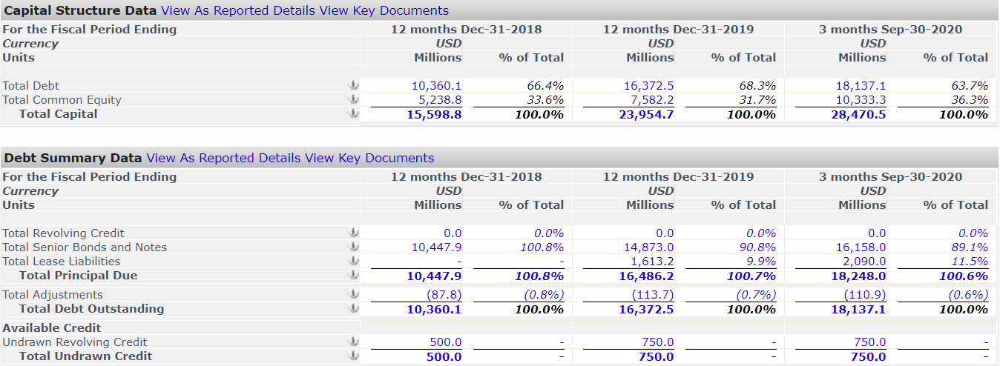 Capital Structure Data View As Reported Details View Key Documents
For the Fiscal Period Ending 12 months Dec-31-2018 12 months Dec-31-2019 3 months Sep-30-2020
Currency USD USD USD
Units Millions % of Total Millions % of Total Millions % of Total
Total Debt 10,360.1 66.4% 16,372.5 68.3% 18,137.1 63.7%
Total Common Equity 5,238.8 33.6% 7,582.2 31.7% 10,333.3 36.3%
Total Capital 15,598.8 100.0% 23,954.7 100.0% 28,470.5 100.0%
Debt Summary Data View As Reported Details View Key Documents
For the Fiscal Period Ending 12 months Dec-31-2018 12 months Dec-31-2019 3 months Sep-30-2020
Currency USD USD USD
Units Millions % of Total Millions % of Total Millions % of Total
Total Revolving Credit 0.0 0.0% 0.0 0.0% 0.0 0.0%
Total Senior Bonds and Notes 10,447.9 100.8% 14,873.0 90.8% 16,158.0 89.1%
Total Lease Liabilities - - 1,613.2 9.9% 2,090.0 11.5%
Total Principal Due 10,447.9 100.8% 16,486.2 100.7% 18,248.0 100.6%
Total Adjustments (87.8) (0.8%) (113.7) (0.7%) (110.9) (0.6%)
Total Debt Outstanding 10,360.1 100.0% 16,372.5 100.0% 18,137.1 100.0%
Available Credit
Undrawn Revolving Credit 500.0 - 750.0 - 750.0 -
Total Undrawn Credit 500.0 - 750.0 - 750.0 -